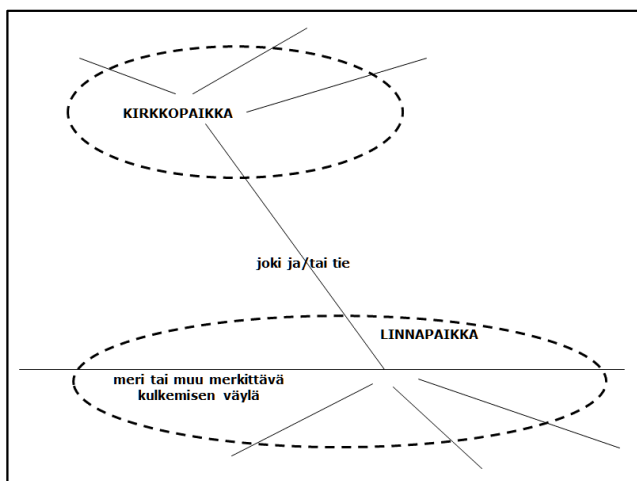 KIRKKOPAIKKA
joki ja/tai tie
LINNAPAIKKA
meri tai muu merkittävä
kulkemisen väylä